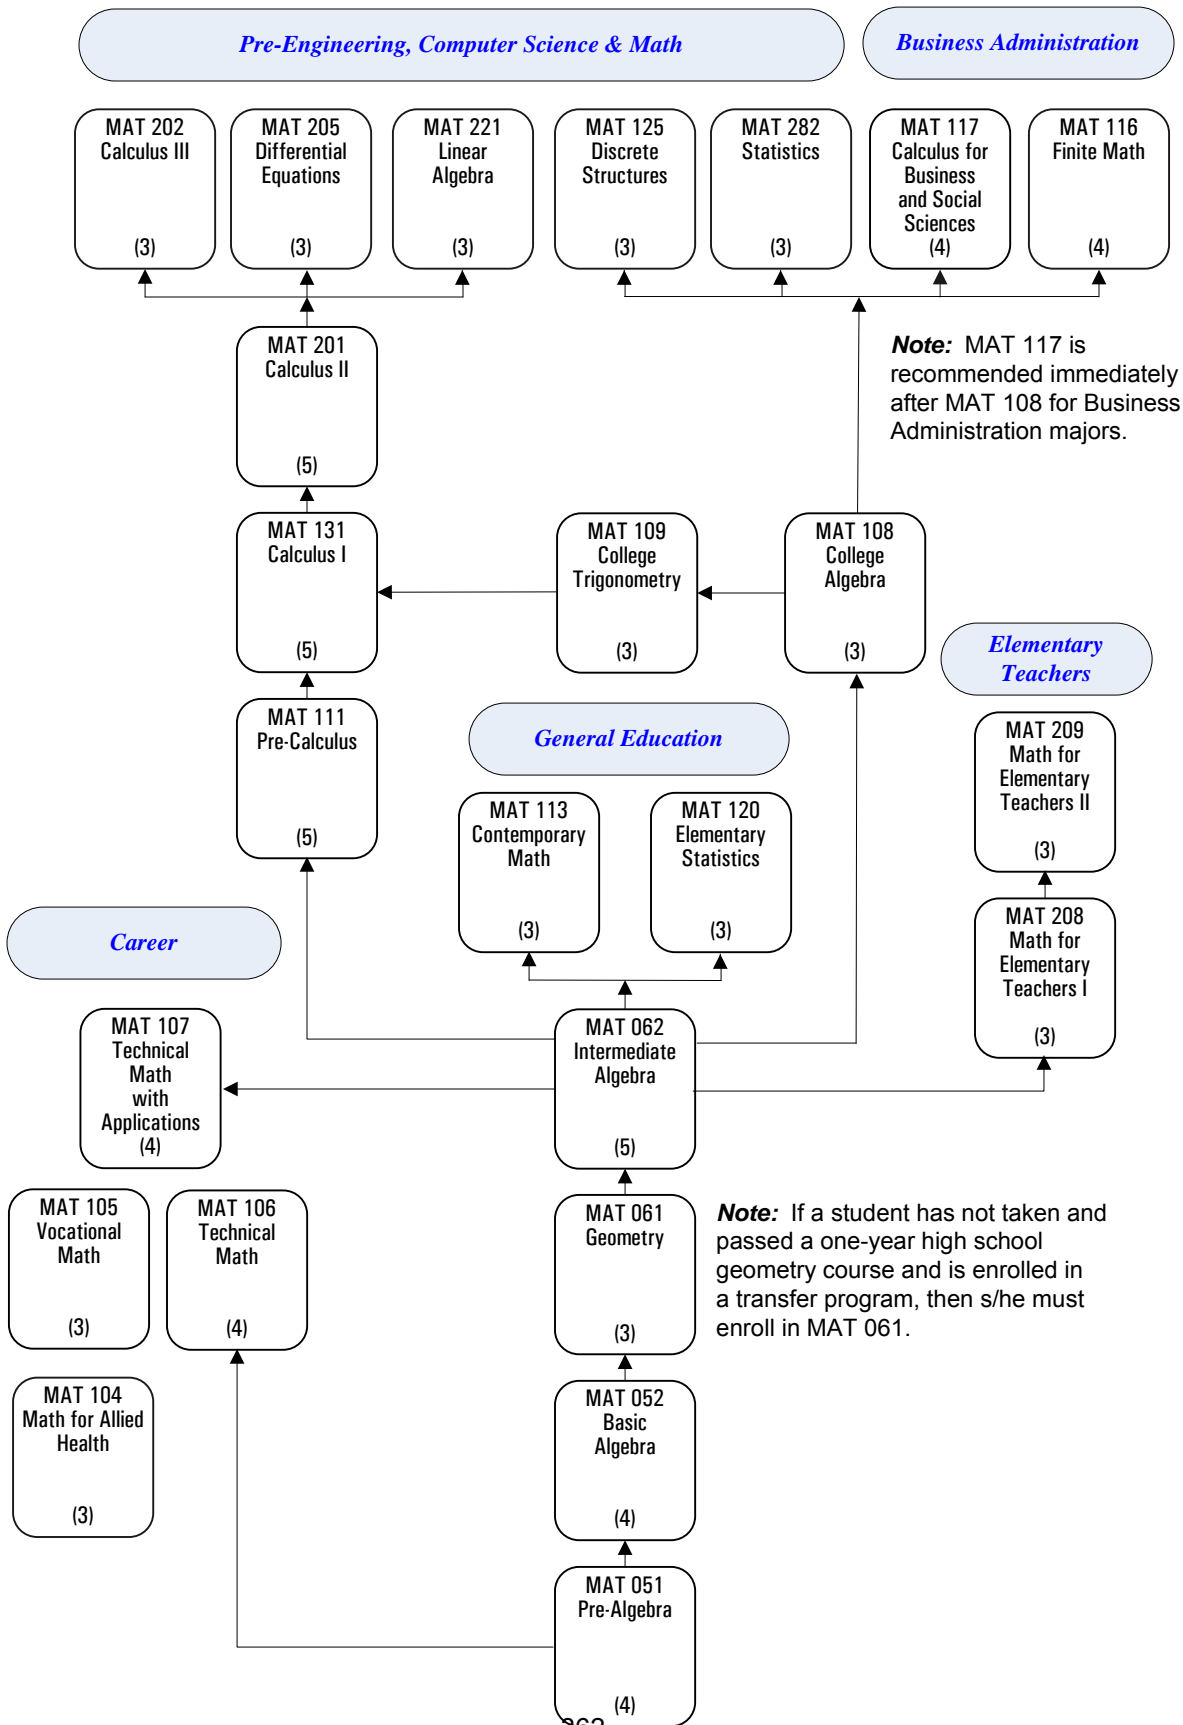 Pre-Engineering, Computer Science & Math
Business Administration
MAT 202
Calculus III
(3)
MAT 205
Differential
Equations
(3)
MAT 221
Linear
Algebra
(3)
MAT 125
Discrete
Structures
(3)
MAT 282
Statistics
(3)
MAT 117
Calculus for
Business
and Social
Sciences
(4)
MAT 116
Finite Math
(4)
MAT 201
Calculus II
(5)
Note: MAT 117 is
recommended immediately
after MAT 108 for Business
Administration majors.
MAT 131
Calculus I
(5)
MAT 109
College
Trigonometry
(3)
MAT 108
College
Algebra
(3)
Elementary
Teachers
MAT 111
Pre-Calculus
(5)
General Education
MAT 209
Math for
Elementary
Teachers II
(3)
MAT 113
Contemporary
Math
(3)
MAT 120
Elementary
Statistics
(3)
Career
MAT 208
Math for
Elementary
Teachers I
(3)
MAT 107
Technical
Math
with
Applications
(4)
MAT 062
Intermediate
Algebra
(5)
MAT 105
Vocational
Math
(3)
MAT 106
Technical
Math
(4)
MAT 061
Geometry
(3)
Note: If a student has not taken and
passed a one-year high school
geometry course and is enrolled in
a transfer program, then s/he must
enroll in MAT 061.
MAT 104
Math for Allied
Health
(3)
MAT 052
Basic
Algebra
(4)
MAT 051
Pre-Algebra
(4)